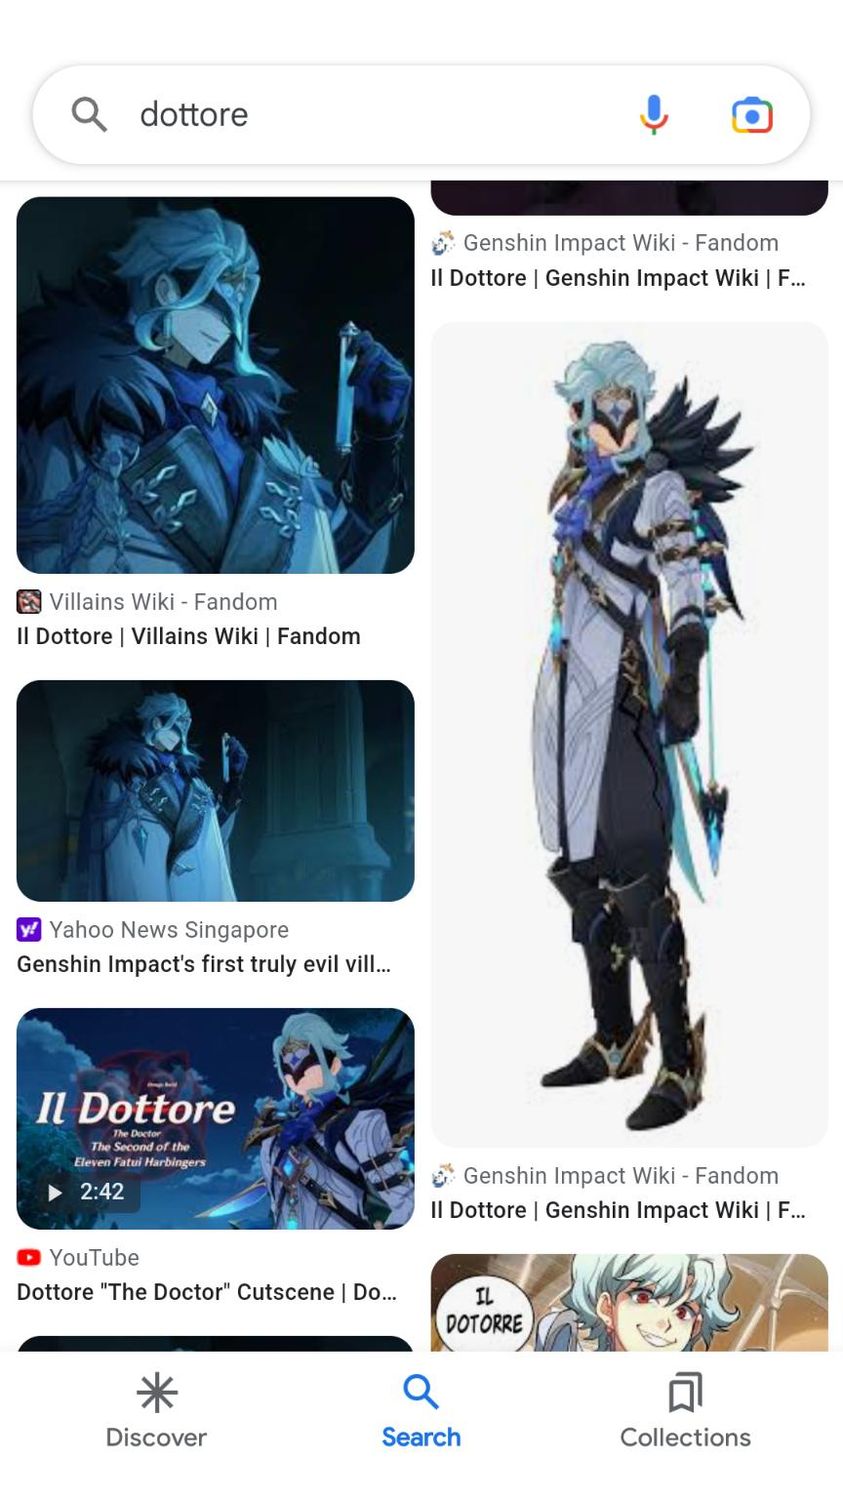 dottore
Genshin Impact Wiki - Fandom
Il Dottore | Genshin Impact Wiki | F...
Villains Wiki - Fandom
Il Dottore | Villains Wiki | Fandom
Yahoo News Singapore
Genshin Impact's first truly evil vill...
Il Dottore
The Doctor
The Second of the
Eleven Fatui Harbingers
2:42
YouTube
Dottore "The Doctor" Cutscene | Do...
Genshin Impact Wiki - Fandom
Il Dottore | Genshin Impact Wiki | F...
IL
DOTORRE
Discover
Search
Collections